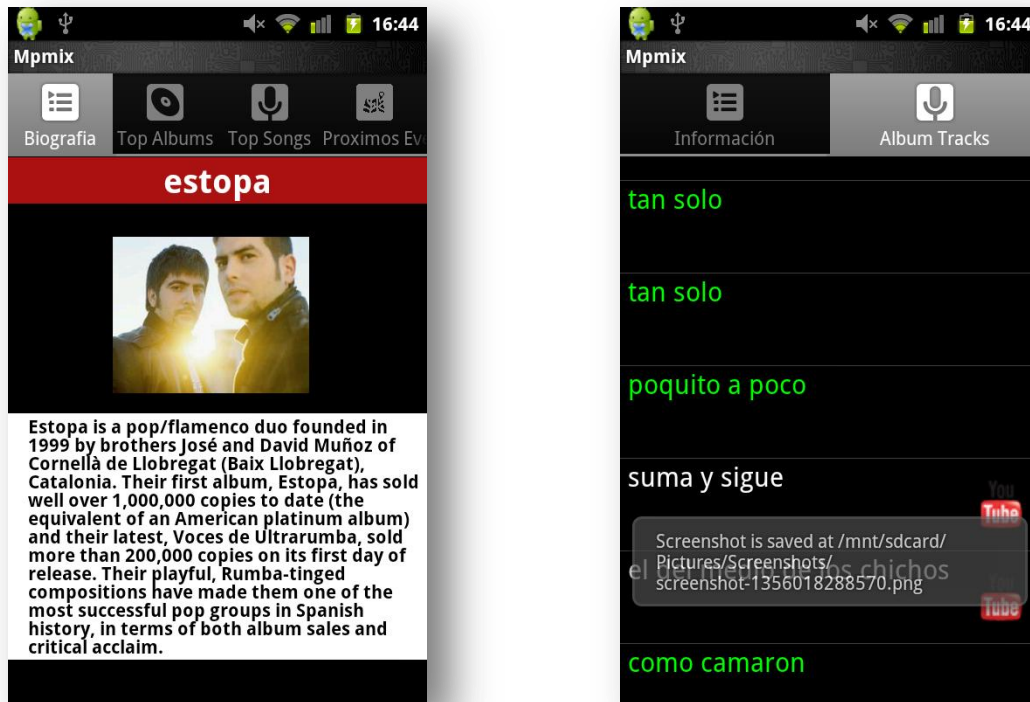 16:44
Mpmix
Biografia
Top Albums
Top Songs
Proximos Ev
estopa
Estopa is a pop/flamenco duo founded in
1999 by brothers José and David Muñoz of
Cornellà de Llobregat (Baix Llobregat),
Catalonia. Their first album, Estopa, has sold
well over 1,000,000 copies to date (the
equivalent of an American platinum album)
and their latest, Voces de Ultrarumba, sold
more than 200,000 copies on its first day of
release. Their playful, Rumba-tinged
compositions have made them one of the
most successful pop groups in Spanish
history, in terms of both album sales and
critical acclaim.
16:44
Mpmix
Información
Album Tracks
tan solo
tan solo
poquito a poco
suma y sigue
You
Tube
Screenshot is saved at /mnt/sdcard/
Pictures/Screenshots/
screenshot-1356018288570.png
el del medio de los chichos
You
Tube
como camaron